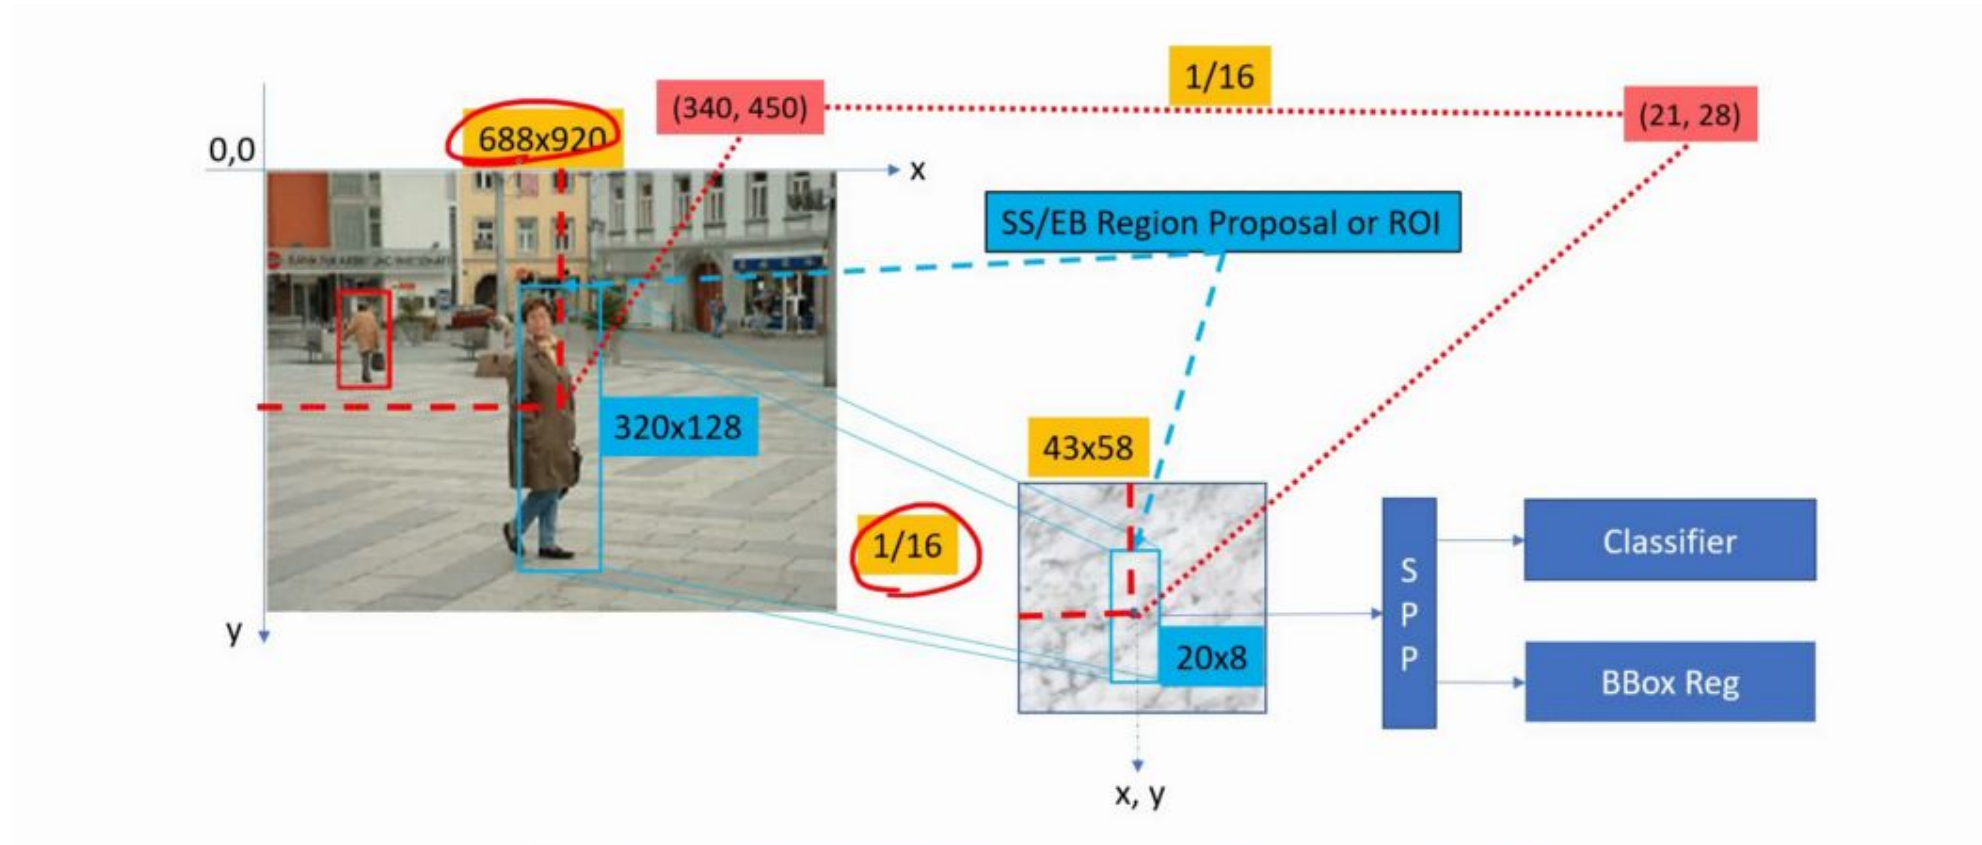 1/16
(340, 450)
(21, 28)
688x920
0,0
x
SS/EB Region Proposal or ROI
320x128
43x58
1/16
Classifier
S
P
P
20x8
BBox Reg
y
x, y